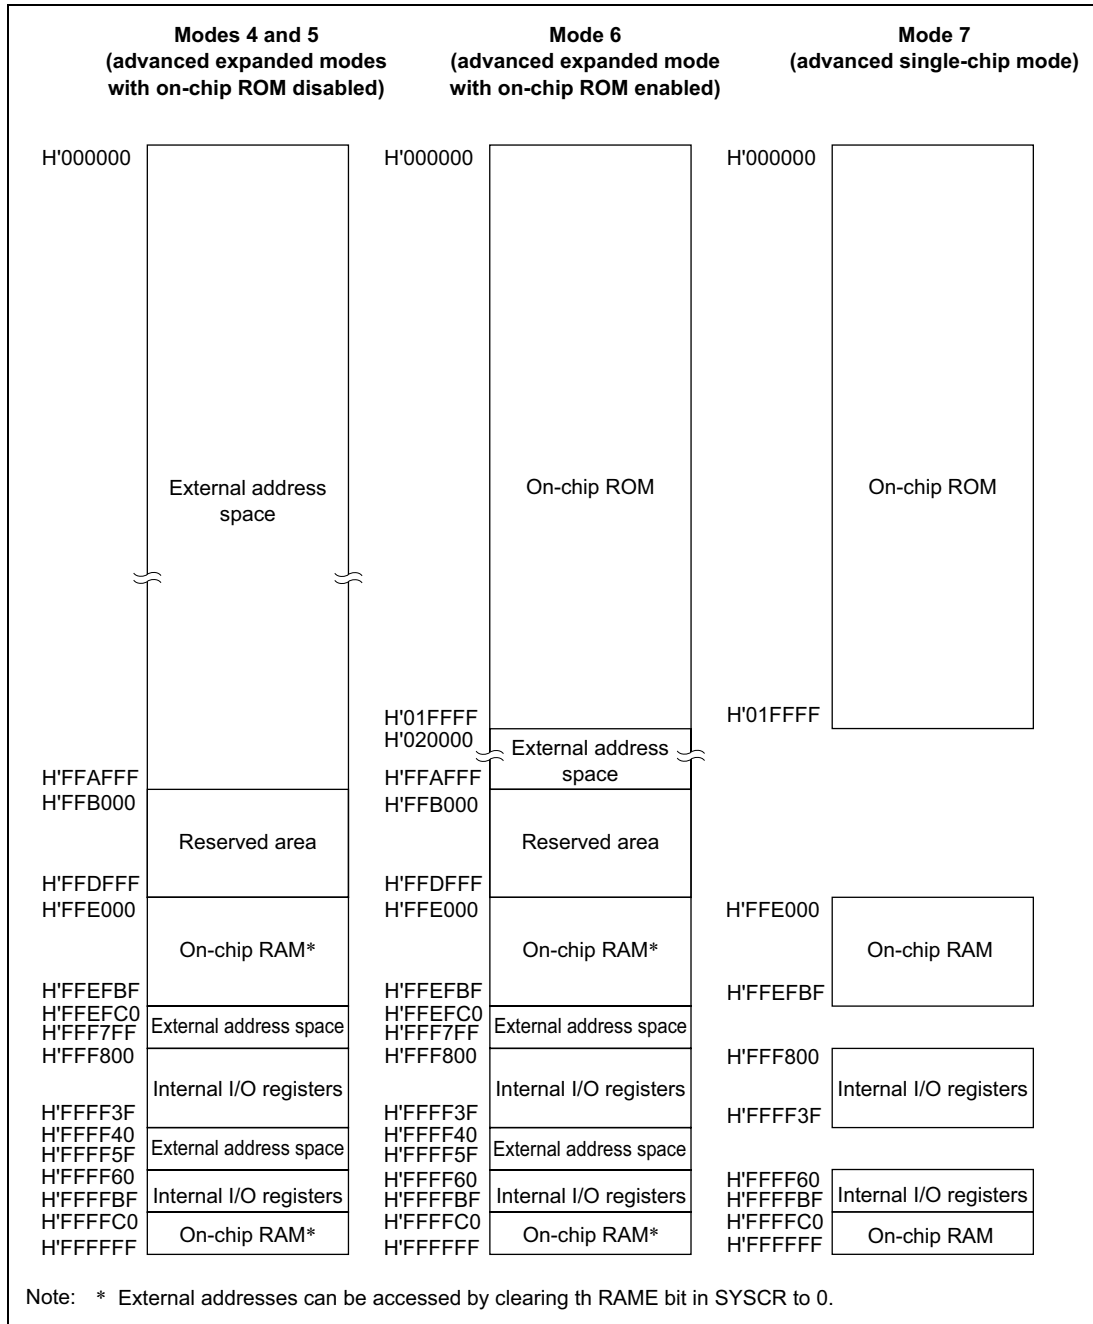 Modes 4 and 5
(advanced expanded modes
with on-chip ROM disabled)
H'000000
External address
space
H'FFAFFF
H'FFB000
Reserved area
H'FFDFFF
H'FFE000
On-chip RAM*
H'FFEFBF
H'FFEFC0
External address space
H'FFF7FF
H'FFF800
Internal I/O registers
H'FFFF3F
H'FFFF40
External address space
H'FFFF5F
H'FFFF60
Internal I/O registers
H'FFFFBF
H'FFFFC0
On-chip RAM*
H'FFFFFF
Mode 6
(advanced expanded mode
with on-chip ROM enabled)
H'000000
On-chip ROM
H'01FFFF
H'020000
External address
space
H'FFAFFF
H'FFB000
Reserved area
H'FFDFFF
H'FFE000
On-chip RAM*
H'FFEFBF
H'FFEFC0
External address space
H'FFF7FF
H'FFF800
Internal I/O registers
H'FFFF3F
H'FFFF40
External address space
H'FFFF5F
H'FFFF60
Internal I/O registers
H'FFFFBF
H'FFFFC0
On-chip RAM*
H'FFFFFF
Mode 7
(advanced single-chip mode)
H'000000
On-chip ROM
H'01FFFF
H'FFE000
On-chip RAM
H'FFEFBF
H'FFF800
Internal I/O registers
H'FFFF3F
H'FFFF60
Internal I/O registers
H'FFFFBF
H'FFFFC0
On-chip RAM
H'FFFFFF
Note: * External addresses can be accessed by clearing th RAME bit in SYSCR to 0.